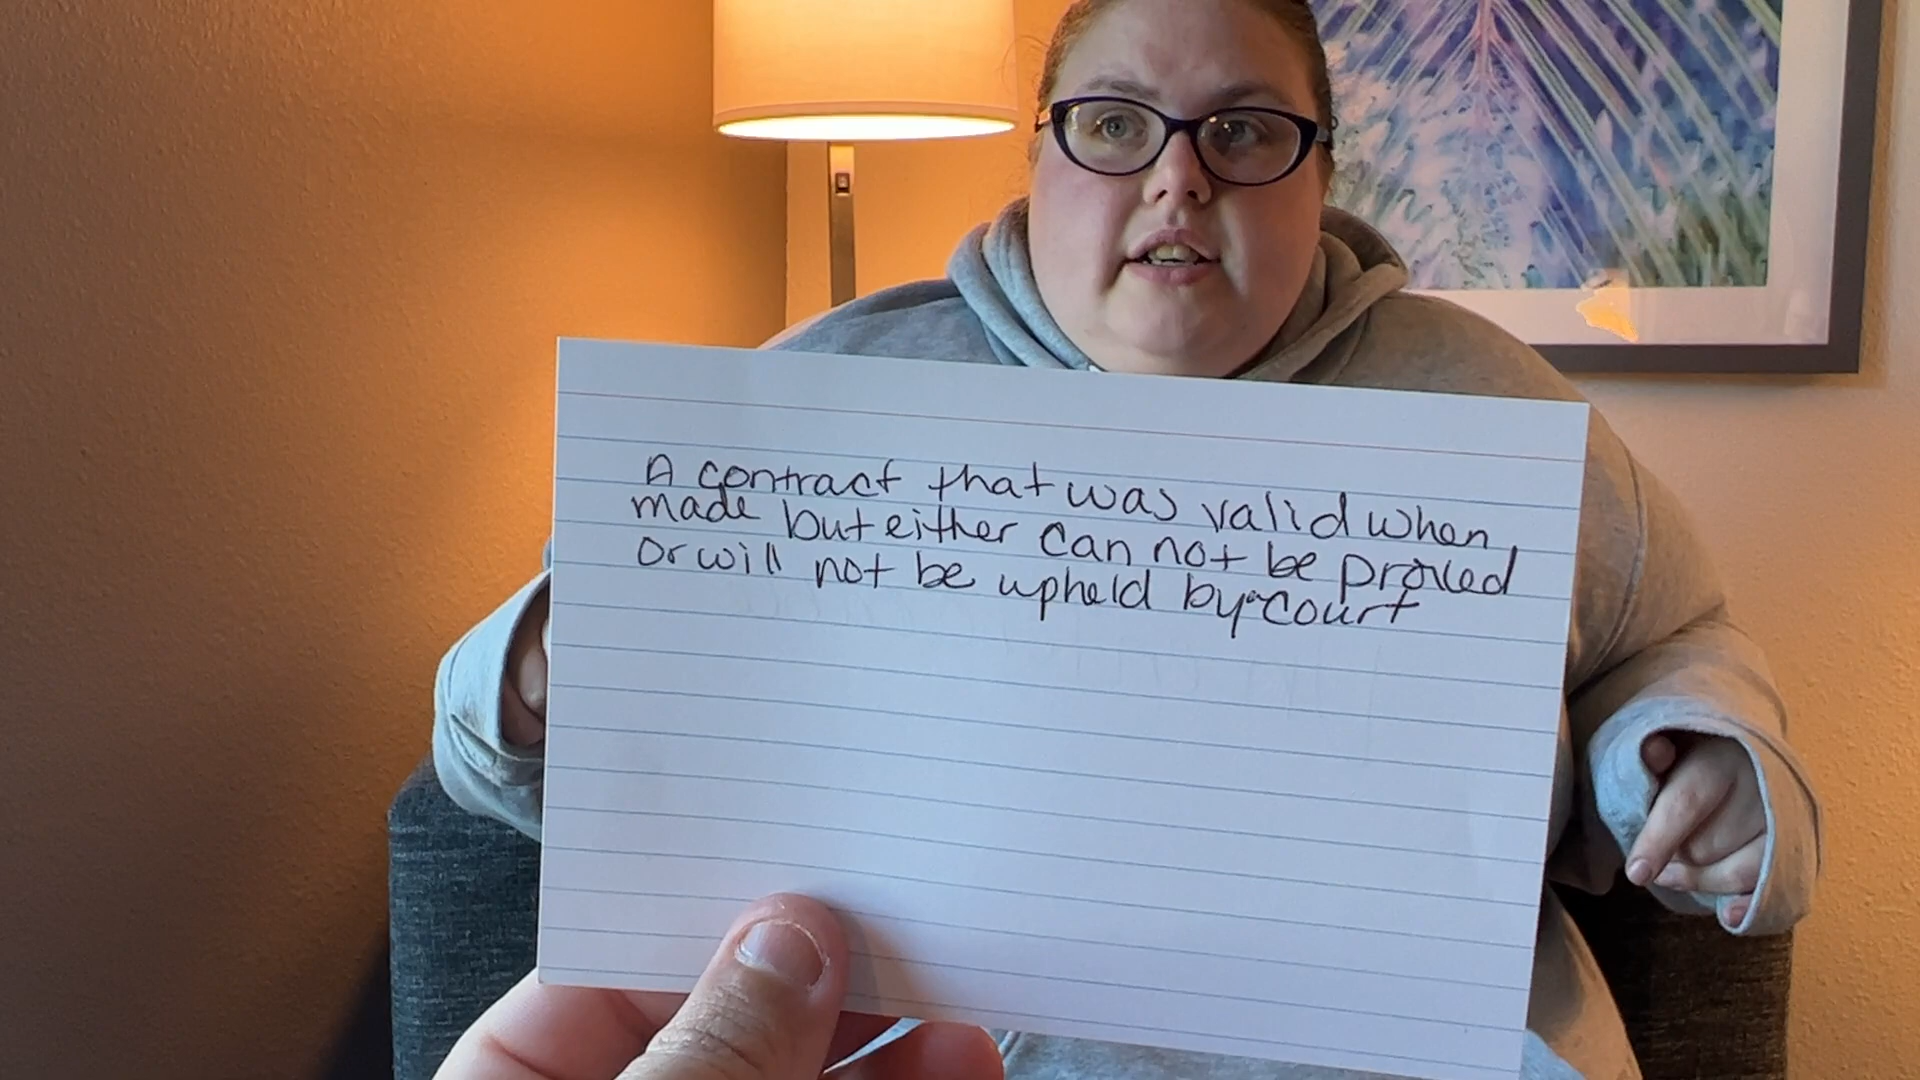 A contract that was valid when
made but either can not be proved
or will not be upheld by a court